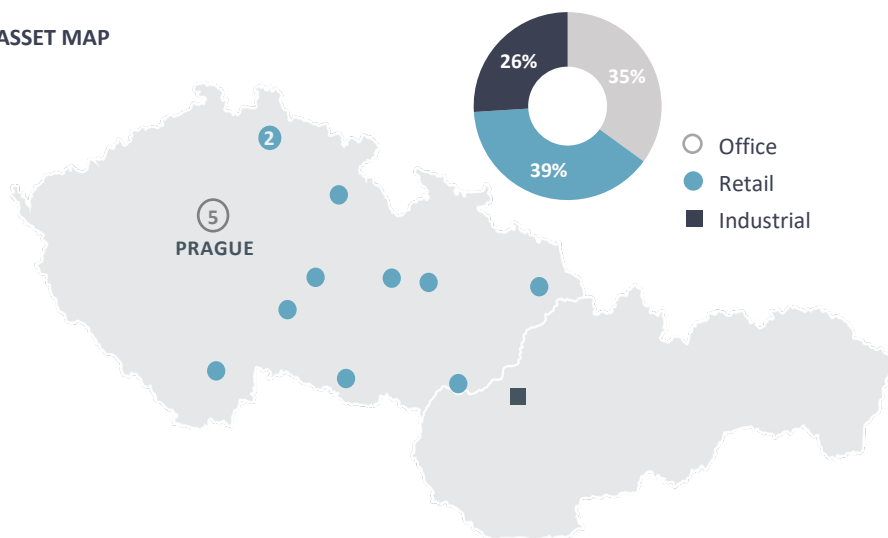 ASSET MAP
26%
35%
39%
Office
Retail
Industrial
2
5
PRAGUE